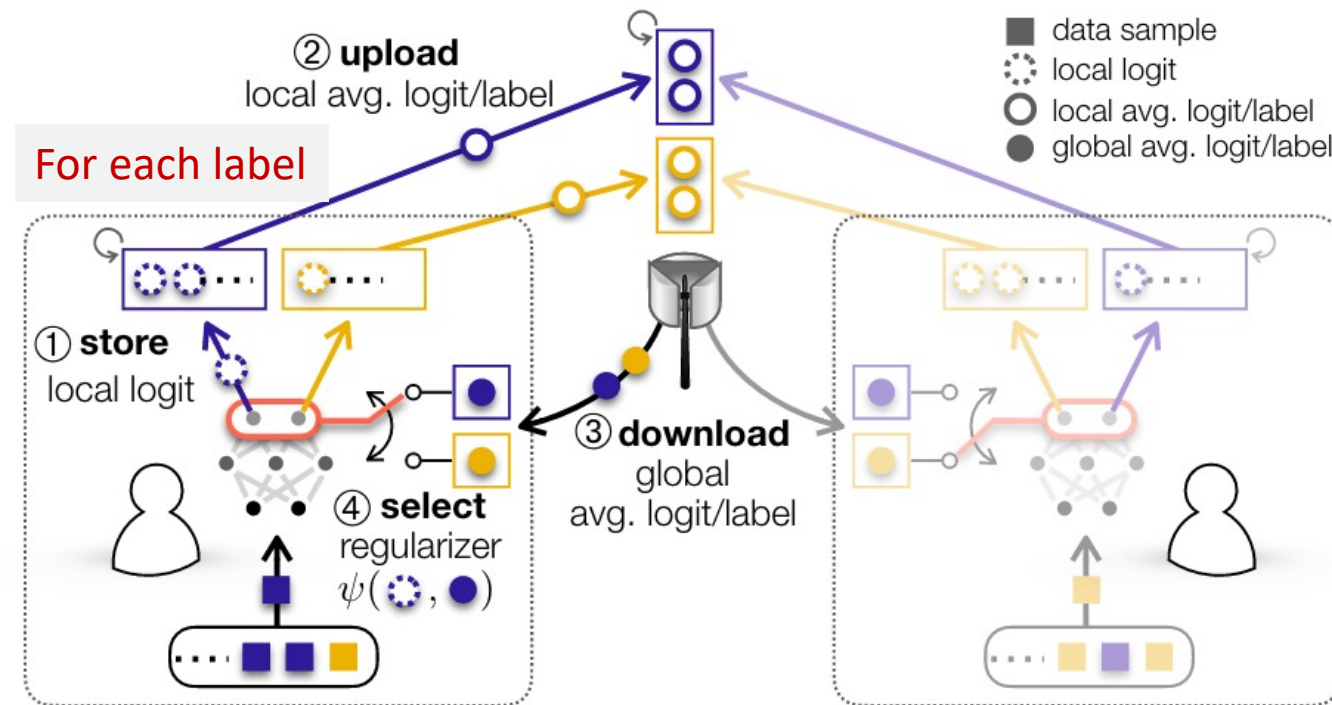 ② upload
local avg. logit/label
data sample
local logit
local avg. logit/label
global avg. logit/label
For each label
① store
local logit
③ download
global
avg. logit/label
④ select
regularizer
ψ( , )